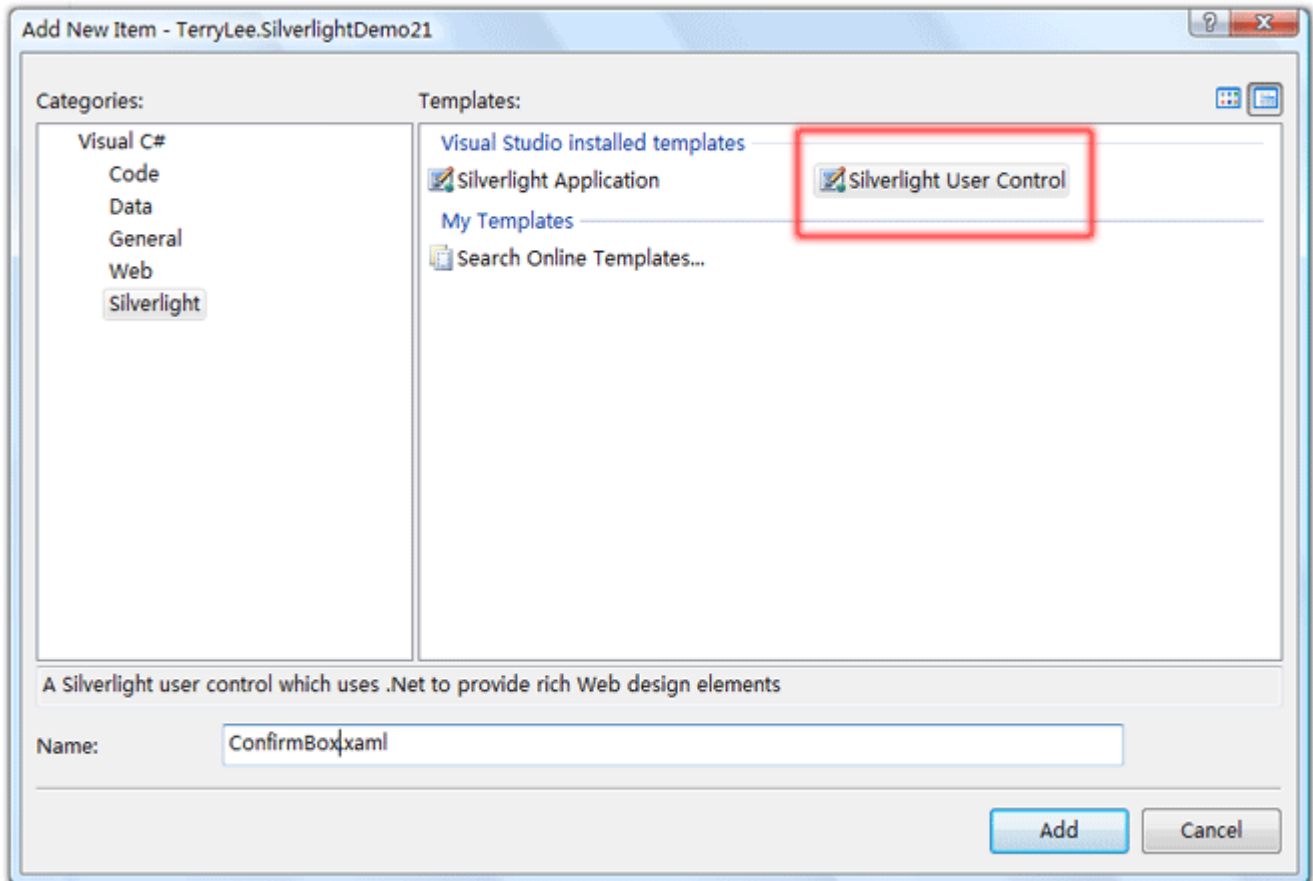 Add New Item - TerryLee.SilverlightDemo21
Categories:
Templates:
Visual C#
Code
Data
General
Web
Silverlight
Visual Studio installed templates
Silverlight Application
Silverlight User Control
My Templates
Search Online Templates...
A Silverlight user control which uses .Net to provide rich Web design elements
Name:
ConfirmBox.xaml
Add
Cancel